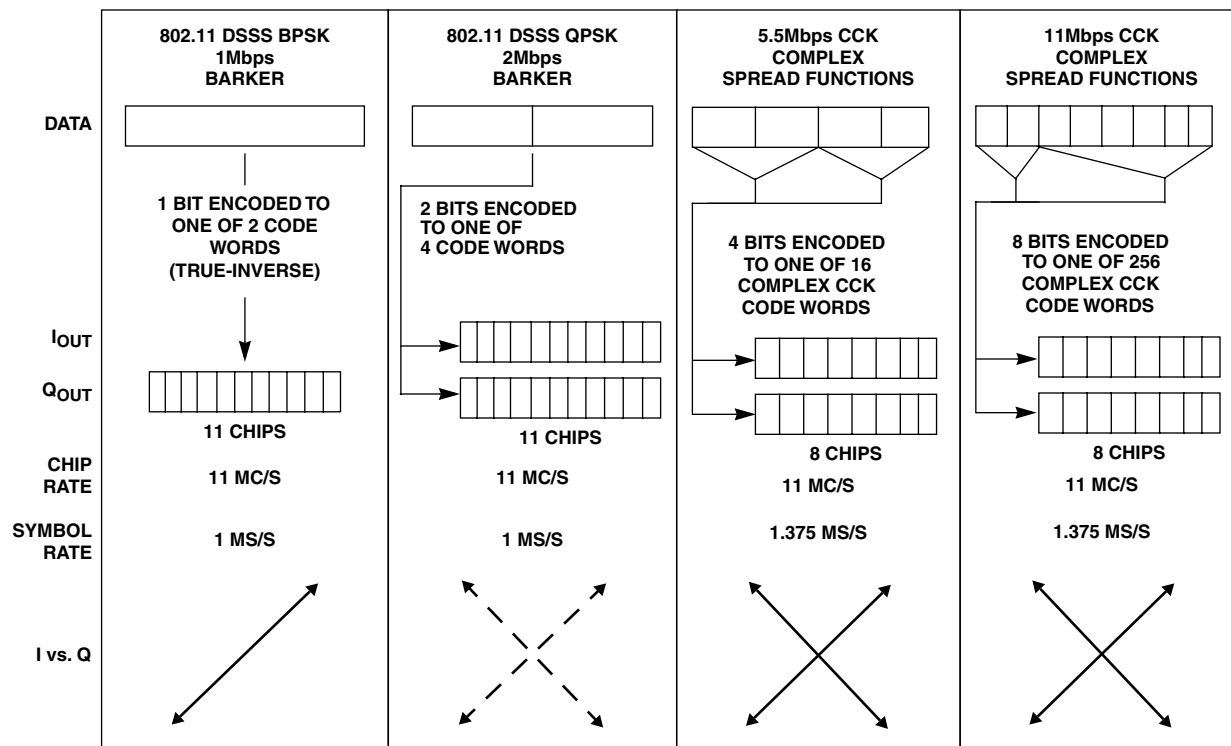 802.11 DSSS BPSK
1Mbps
BARKER
802.11 DSSS QPSK
2Mbps
BARKER
5.5Mbps CCK
COMPLEX
SPREAD FUNCTIONS
11Mbps CCK
COMPLEX
SPREAD FUNCTIONS
DATA
1 BIT ENCODED TO
ONE OF 2 CODE
WORDS
(TRUE-INVERSE)
2 BITS ENCODED
TO ONE OF
4 CODE WORDS
4 BITS ENCODED
TO ONE OF 16
COMPLEX CCK
CODE WORDS
8 BITS ENCODED
TO ONE OF 256
COMPLEX CCK
CODE WORDS
IOUT
QOUT
11 CHIPS
11 CHIPS
8 CHIPS
8 CHIPS
CHIP
RATE
11 MC/S
11 MC/S
11 MC/S
11 MC/S
SYMBOL
RATE
1 MS/S
1 MS/S
1.375 MS/S
1.375 MS/S
I vs. Q